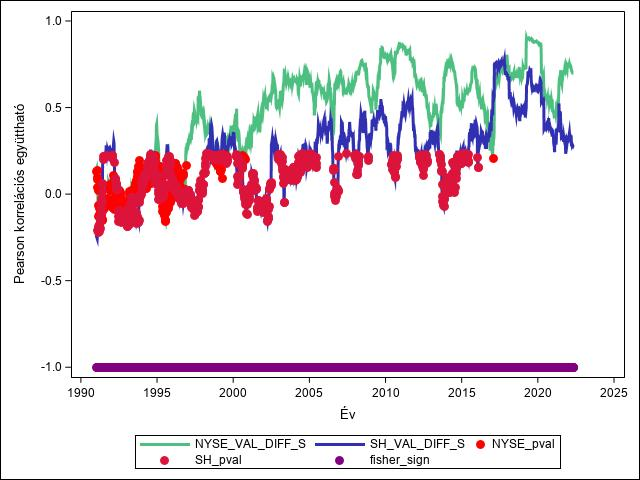 1.0
0.5
0.0
-0.5
-1.0
Pearson korrelációs együttható
1990 1995 2000 2005 2010 2015 2020 2025
Év
NYSE_VAL_DIFF_S SH_VAL_DIFF_S NYSE_pval
SH_pval fisher_sign